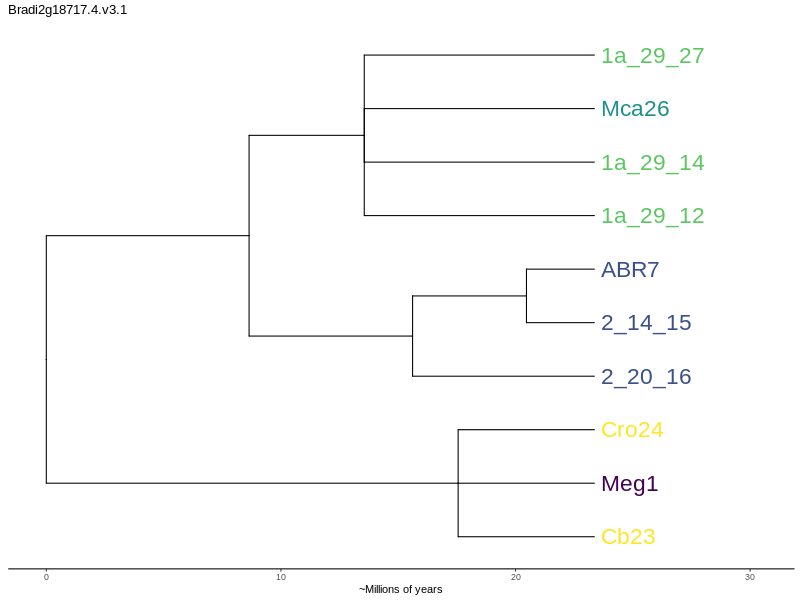 Bradi2g18717.4.v3.1
1a_29_27
Mca26
1a_29_14
1a_29_12
ABR7
2_14_15
2_20_16
Cro24
Meg1
Cb23
0 10 20 30
~Millions of years